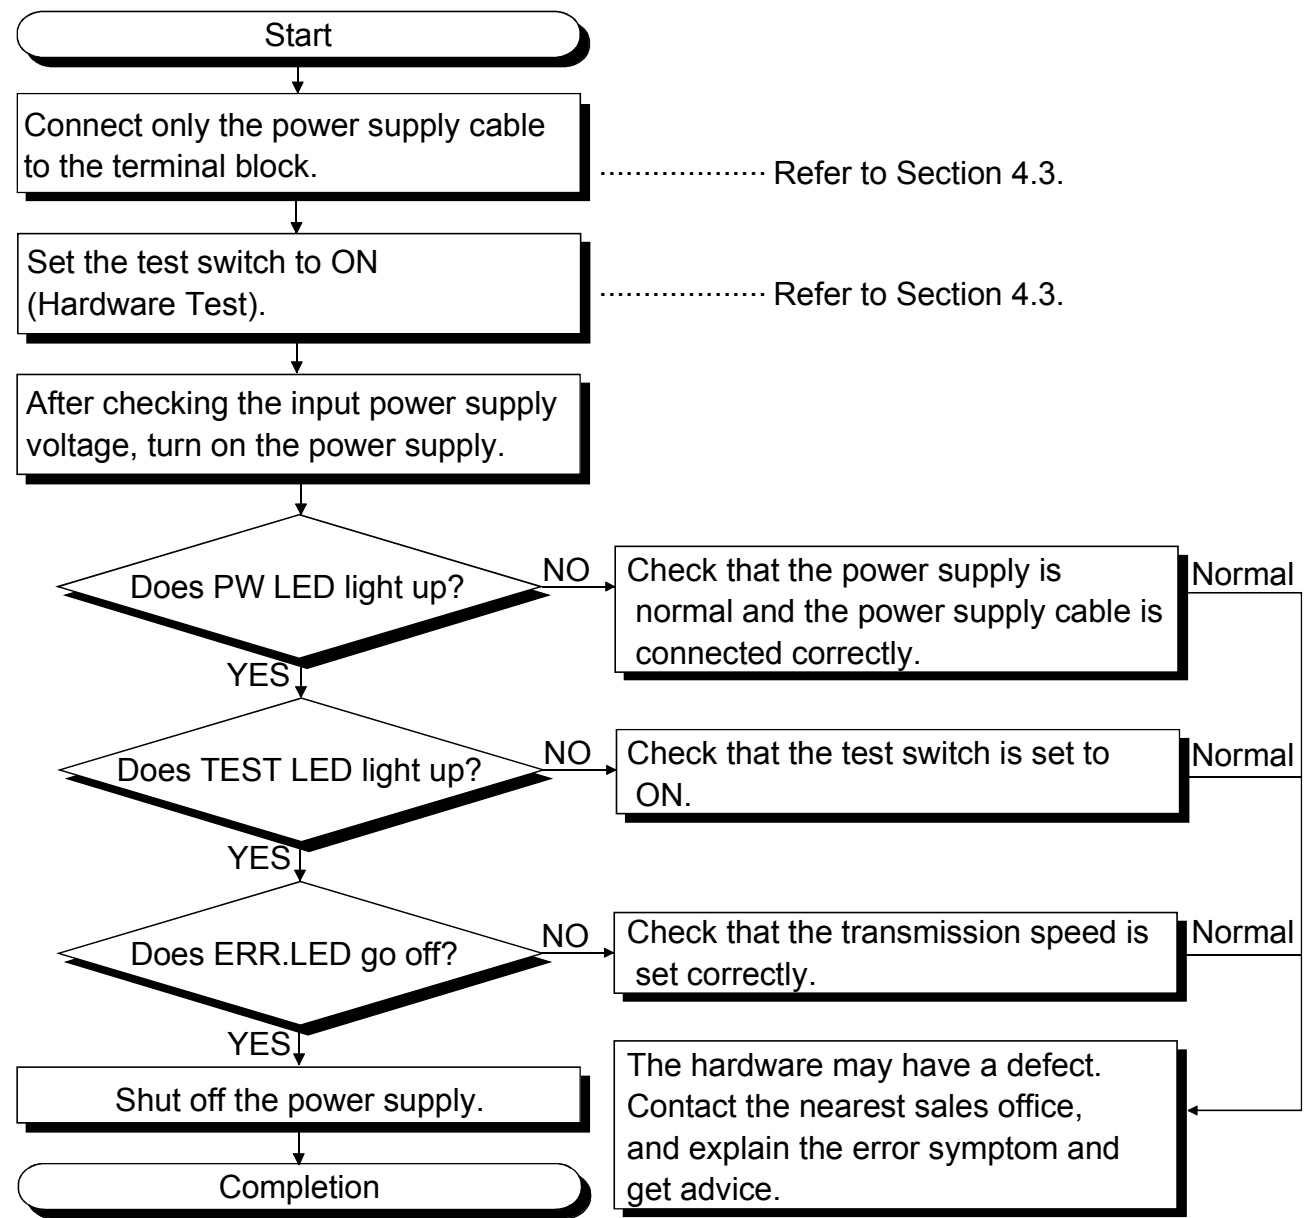 Start
Connect only the power supply cable
to the terminal block.
Refer to Section 4.3.
Set the test switch to ON
(Hardware Test).
Refer to Section 4.3.
After checking the input power supply
voltage, turn on the power supply.
Does PW LED light up?
NO
Check that the power supply is
normal and the power supply cable is
connected correctly.
Normal
YES
Does TEST LED light up?
NO
Check that the test switch is set to
ON.
Normal
YES
Does ERR.LED go off?
NO
Check that the transmission speed is
set correctly.
Normal
YES
Shut off the power supply.
The hardware may have a defect.
Contact the nearest sales office,
and explain the error symptom and
get advice.
Completion